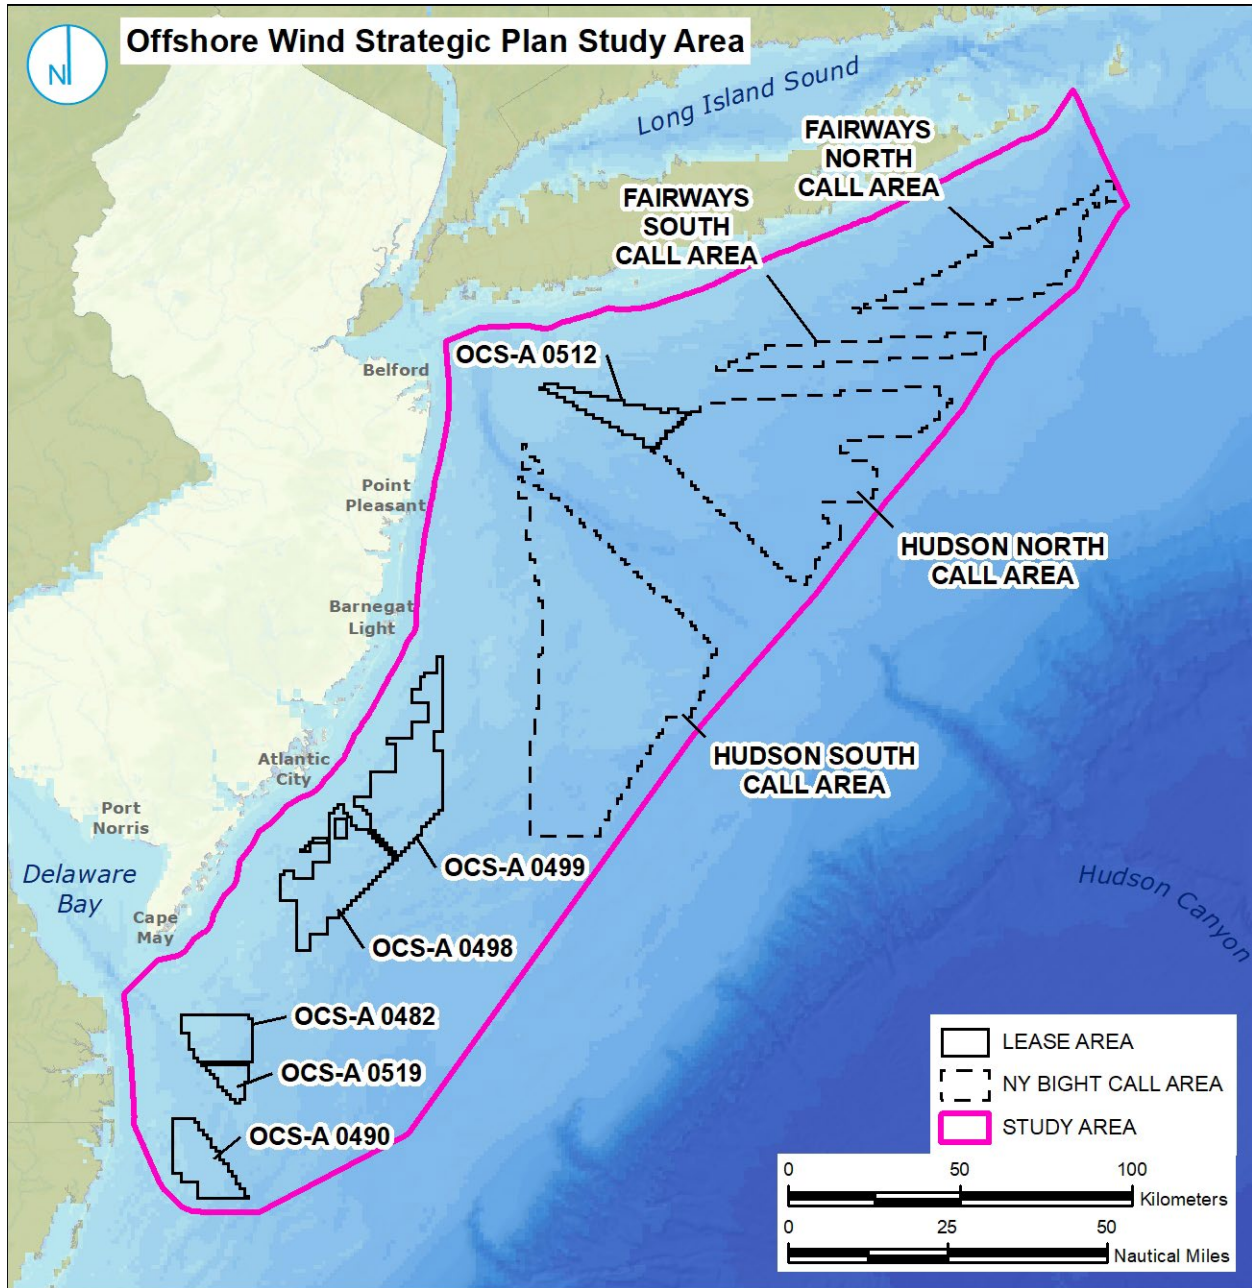 Offshore Wind Strategic Plan Study Area
N
Long Island Sound
FAIRWAYS
NORTH
CALL AREA
FAIRWAYS
SOUTH
CALL AREA
OCS-A 0512
Belford
Point
Pleasant
HUDSON NORTH
CALL AREA
Barnegat
Light
HUDSON SOUTH
CALL AREA
Atlantic
City
Port
Norris
OCS-A 0499
Delaware
Bay
Hudson Canyon
Cape
May
OCS-A 0498
OCS-A 0482
OCS-A 0519
OCS-A 0490
LEASE AREA
NY BIGHT CALL AREA
STUDY AREA
0 50 100
Kilometers
0 25 50
Nautical Miles